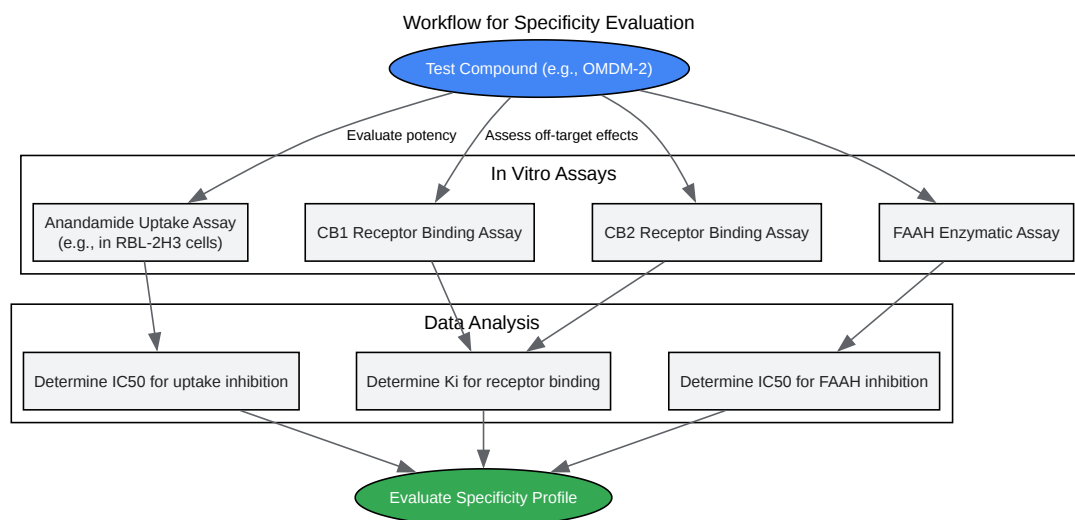 Workflow for Specificity Evaluation
Test Compound (e.g., OMDM-2)
Evaluate potency
Assess off-target effects
In Vitro Assays
Anandamide Uptake Assay
(e.g., in RBL-2H3 cells)
CB1 Receptor Binding Assay
CB2 Receptor Binding Assay
FAAH Enzymatic Assay
Data Analysis
Determine IC50 for uptake inhibition
Determine Ki for receptor binding
Determine IC50 for FAAH inhibition
Evaluate Specificity Profile